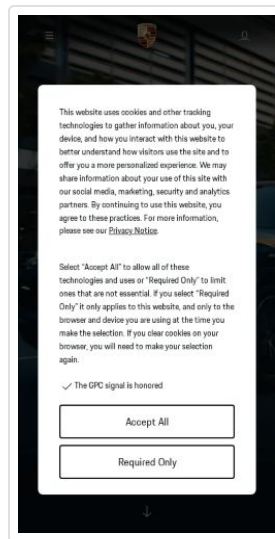 This website uses cookies and other tracking
technologies to gather information about you, your
device, and how you interact with this website to
better understand how visitors use the site and to
offer you a more personalized experience. We may
share information about your use of this site with
our social media, marketing, security and analytics
partners. By continuing to use this website, you
agree to these practices. For more information,
please see our Privacy Notice.
Select "Accept All" to allow all of these
technologies and uses or "Required Only" to limit
ones that are not essential. If you select "Required
Only" it only applies to this website, and only to the
browser and device you are using at the time you
make the selection. If you clear cookies on your
browser, you will need to make your selection
again.
The GPC signal is honored
Accept All
Required Only